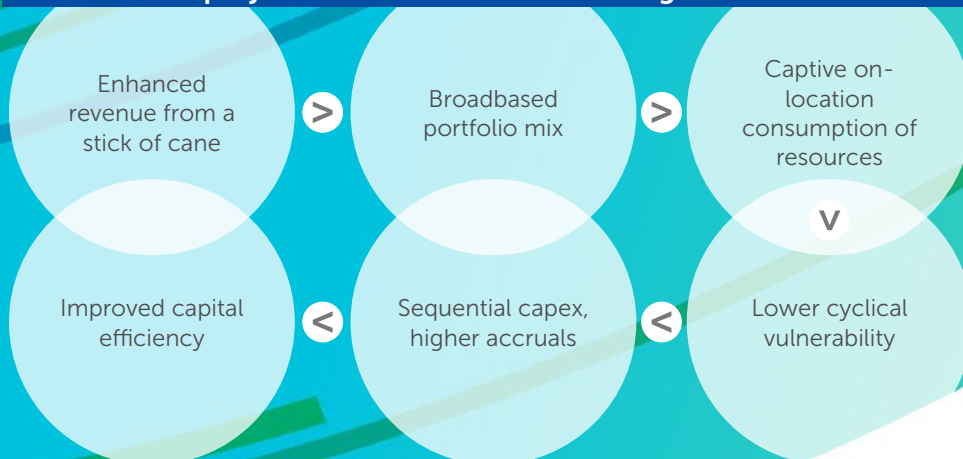 Enhanced
revenue from a
stick of cane
>
Broadbased
portfolio mix
>
Captive on-
location
consumption of
resources
>
Lower cyclical
vulnerability
<
Sequential capex,
higher accruals
<
Improved capital
efficiency